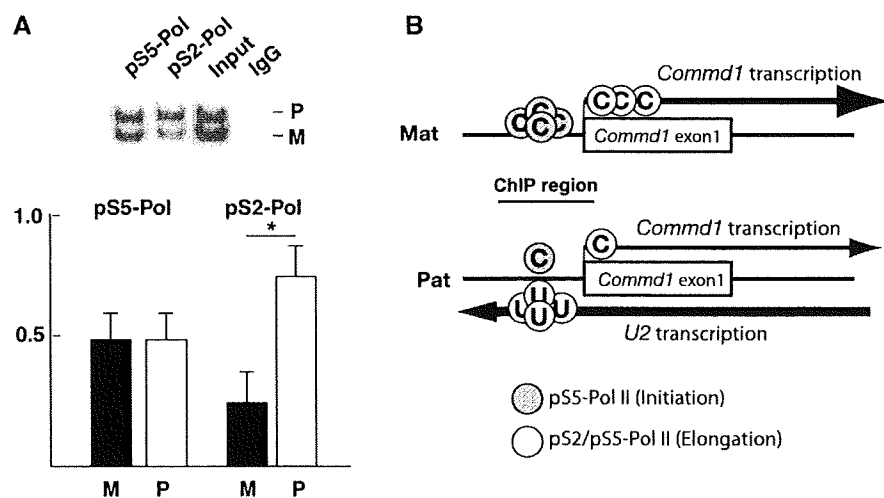 A
pS5-Pol
pS2-Pol
Input
IgG
P
M
1.0
0.5
pS5-Pol
pS2-Pol
*
M
P
M
P
B
Commd1 transcription
C C C C
C C C
Mat
Commd1 exon1
ChIP region
Commd1 transcription
C
C
Pat
Commd1 exon1
U U U U
U2 transcription
C pS5-Pol II (Initiation)
pS2/pS5-Pol II (Elongation)